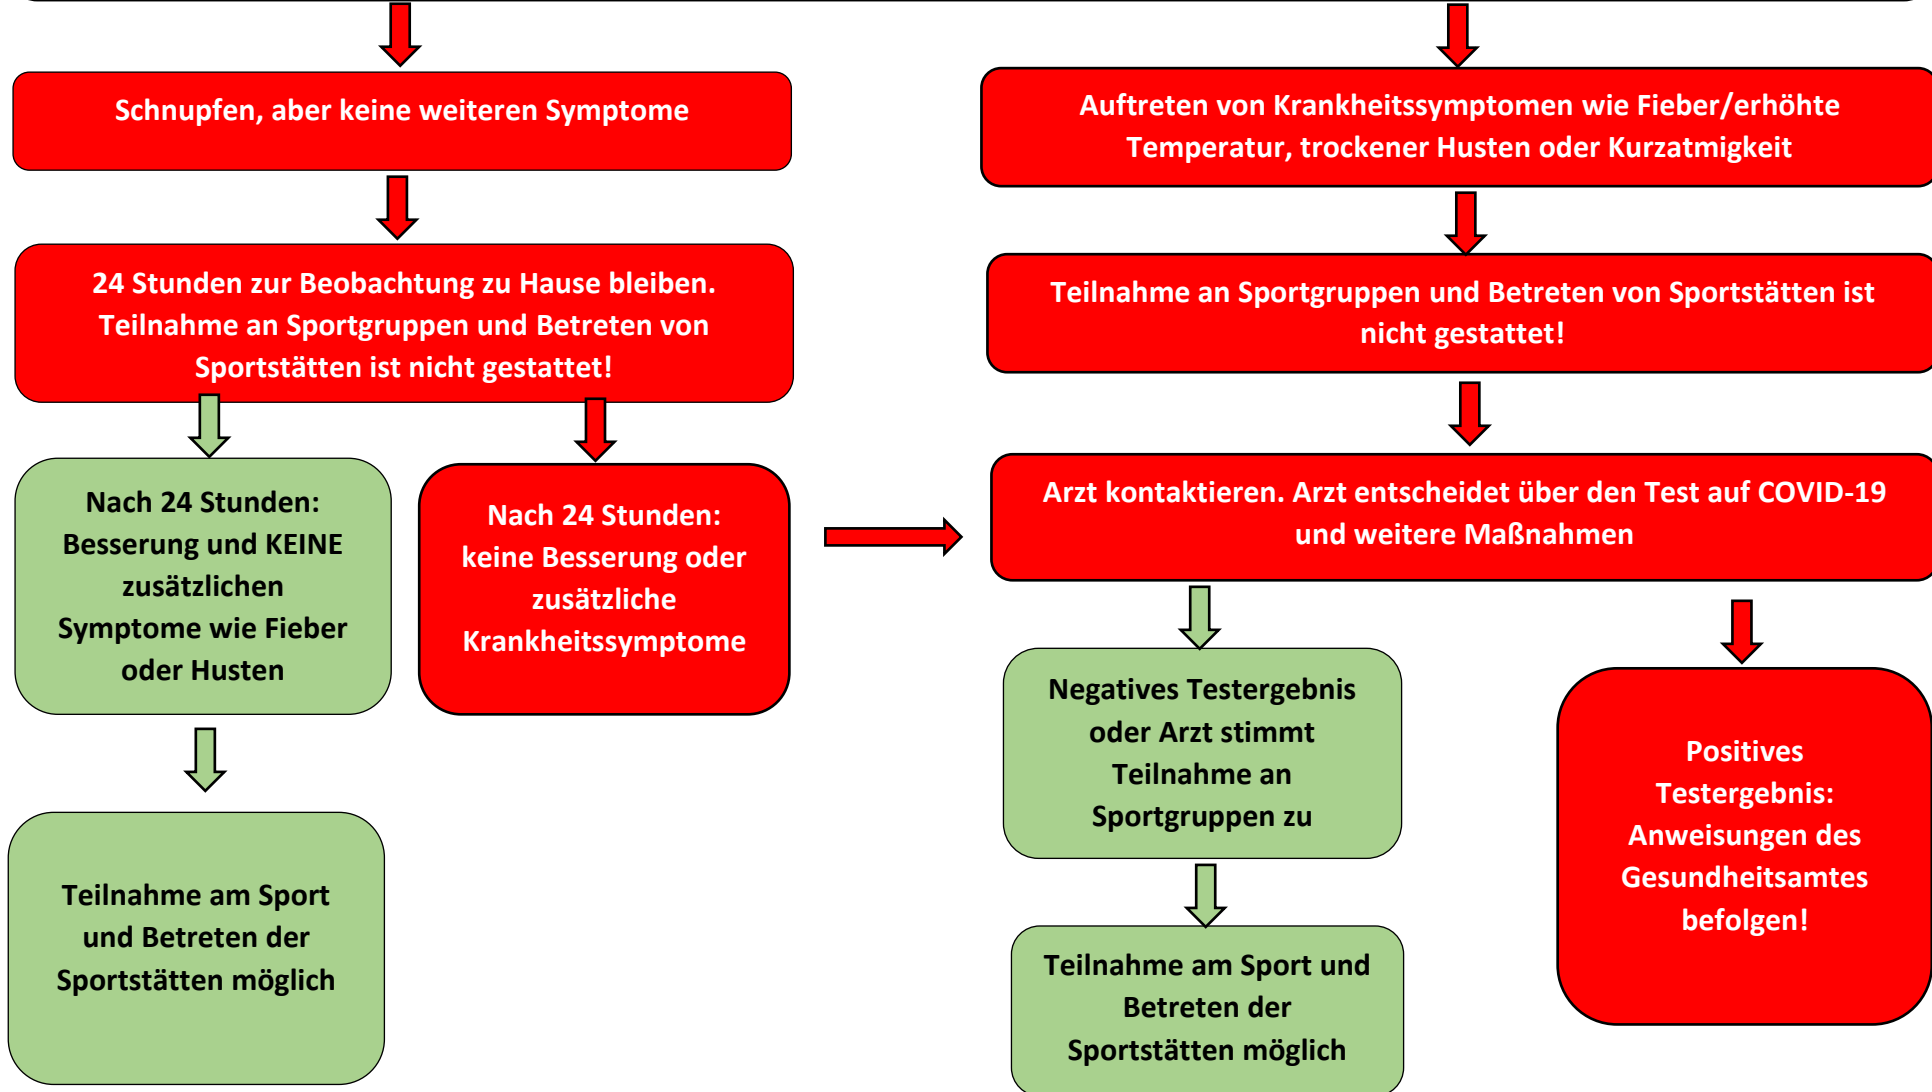 Schnupfen, aber keine weiteren Symptome
24 Stunden zur Beobachtung zu Hause bleiben.
Teilnahme an Sportgruppen und Betreten von
Sportstätten ist nicht gestattet!
Nach 24 Stunden:
Besserung und KEINE
zusätzlichen
Symptome wie Fieber
oder Husten
Teilnahme am Sport
und Betreten der
Sportstätten möglich
Nach 24 Stunden:
keine Besserung oder
zusätzliche
Krankheitssymptome
Auftreten von Krankheitssymptomen wie Fieber/erhöhte
Temperatur, trockener Husten oder Kurzatmigkeit
Teilnahme an Sportgruppen und Betreten von Sportstätten ist
nicht gestattet!
Arzt kontaktieren. Arzt entscheidet über den Test auf COVID-19
und weitere Maßnahmen
Negatives Testergebnis
oder Arzt stimmt
Teilnahme an
Sportgruppen zu
Teilnahme am Sport und
Betreten der
Sportstätten möglich
Positives
Testergebnis:
Anweisungen des
Gesundheitsamtes
befolgen!